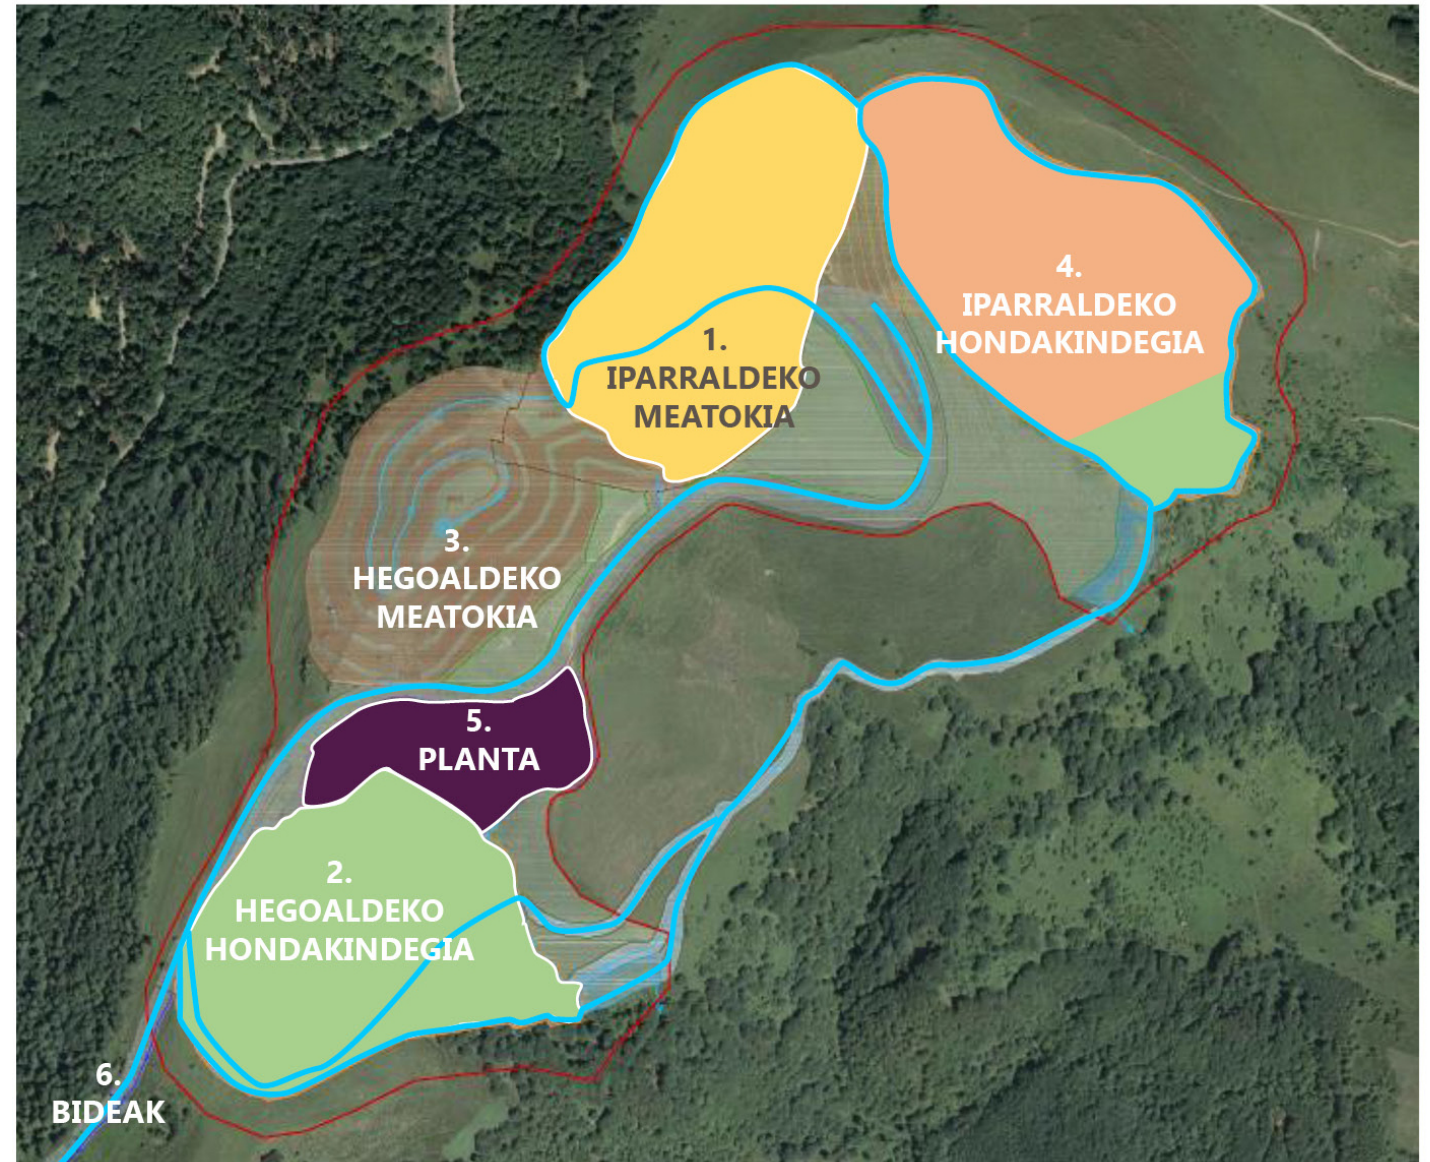 1.
IPARRALDEKO
MEATOKIA
4.
IPARRALDEKO
HONDAKINDEGIA
3.
HEGOALDEKO
MEATOKIA
5.
PLANTA
2.
HEGOALDEKO
HONDAKINDEGIA
6.
BIDEAK